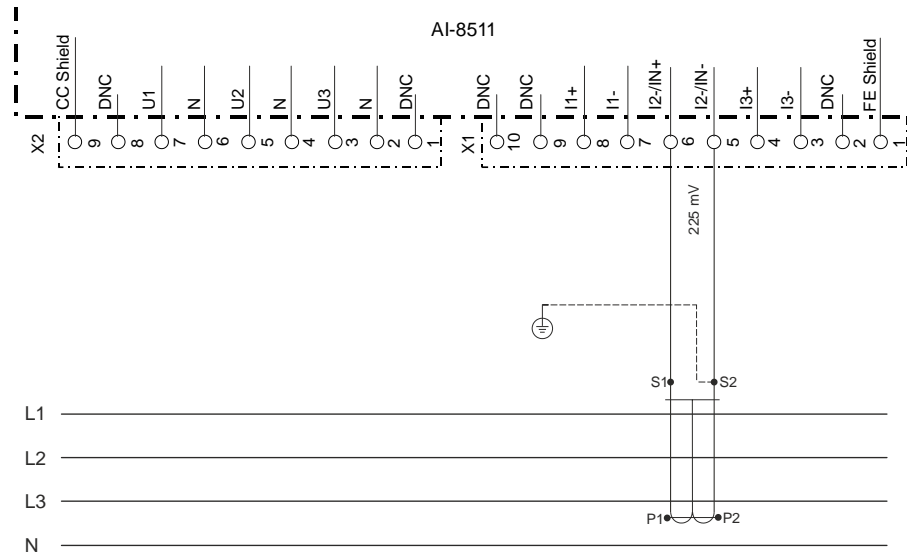 AI-8511
CC Shield
DNC
U1
N
U2
N
U3
N
DNC
DNC
DNC
I1+
I1-
I2-/IN+
I2-/IN-
I3+
I3-
DNC
FE Shield
X2
9
8
7
6
5
4
3
2
1
X1
10
9
8
7
6
5
4
3
2
1
225 mV
S1
S2
L1
L2
L3
P1
P2
N